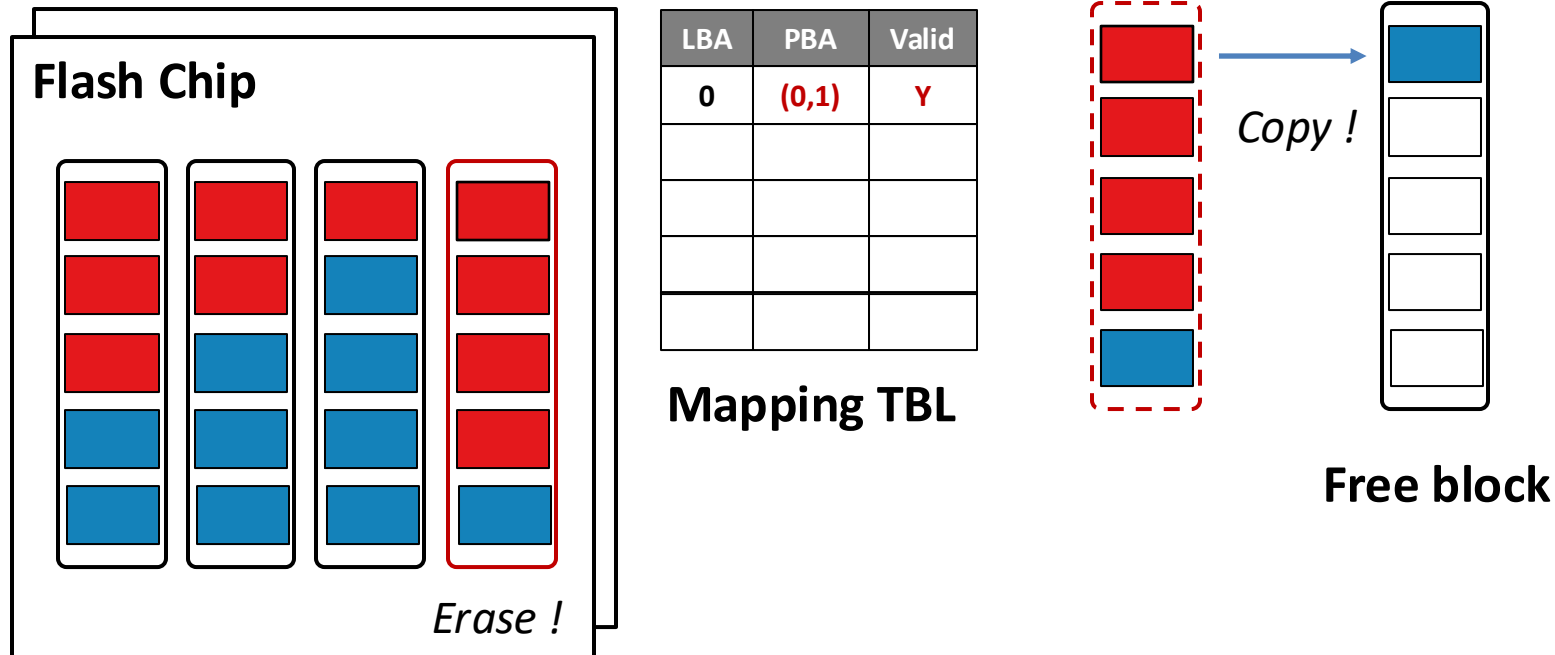 Flash Chip
Erase !
LBA PBA Valid
0 (0,1) Y
Mapping TBL
Copy !
Free block